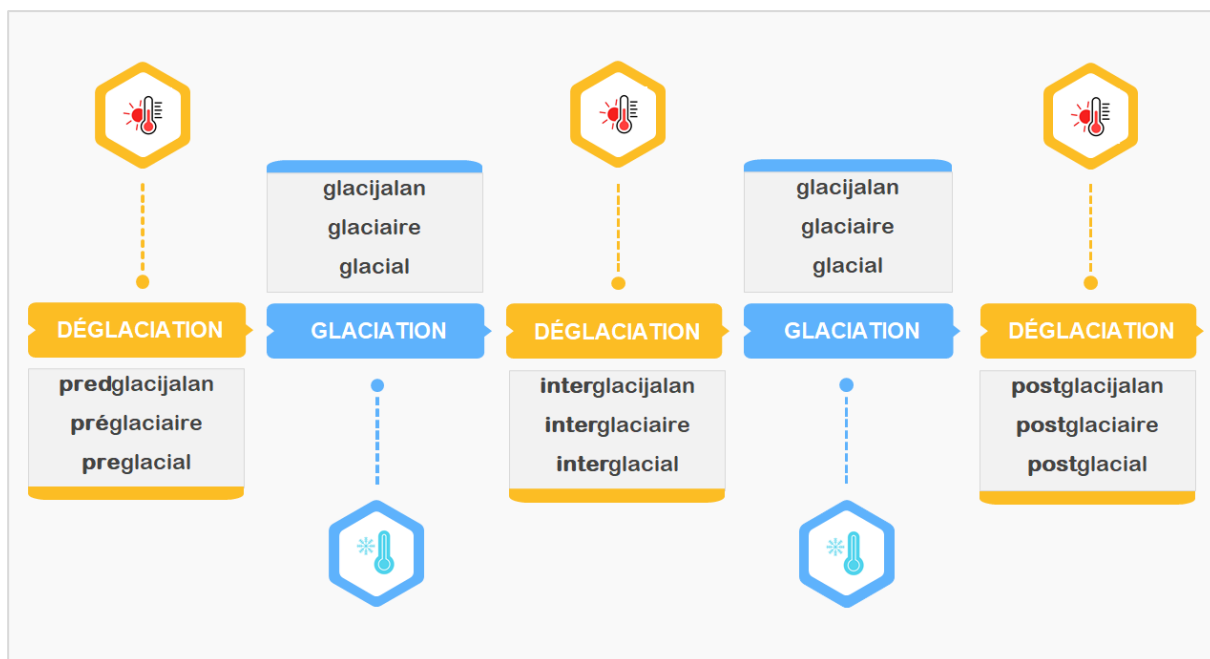 glacijalan
glaciaire
glacial
glacijalan
glaciaire
glacial
DÉGLACIATION
GLACIATION
DÉGLACIATION
GLACIATION
DÉGLACIATION
predglacijalan
préglaciaire
preglacial
interglacijalan
interglaciaire
interglacial
postglacijalan
postglaciaire
postglacial